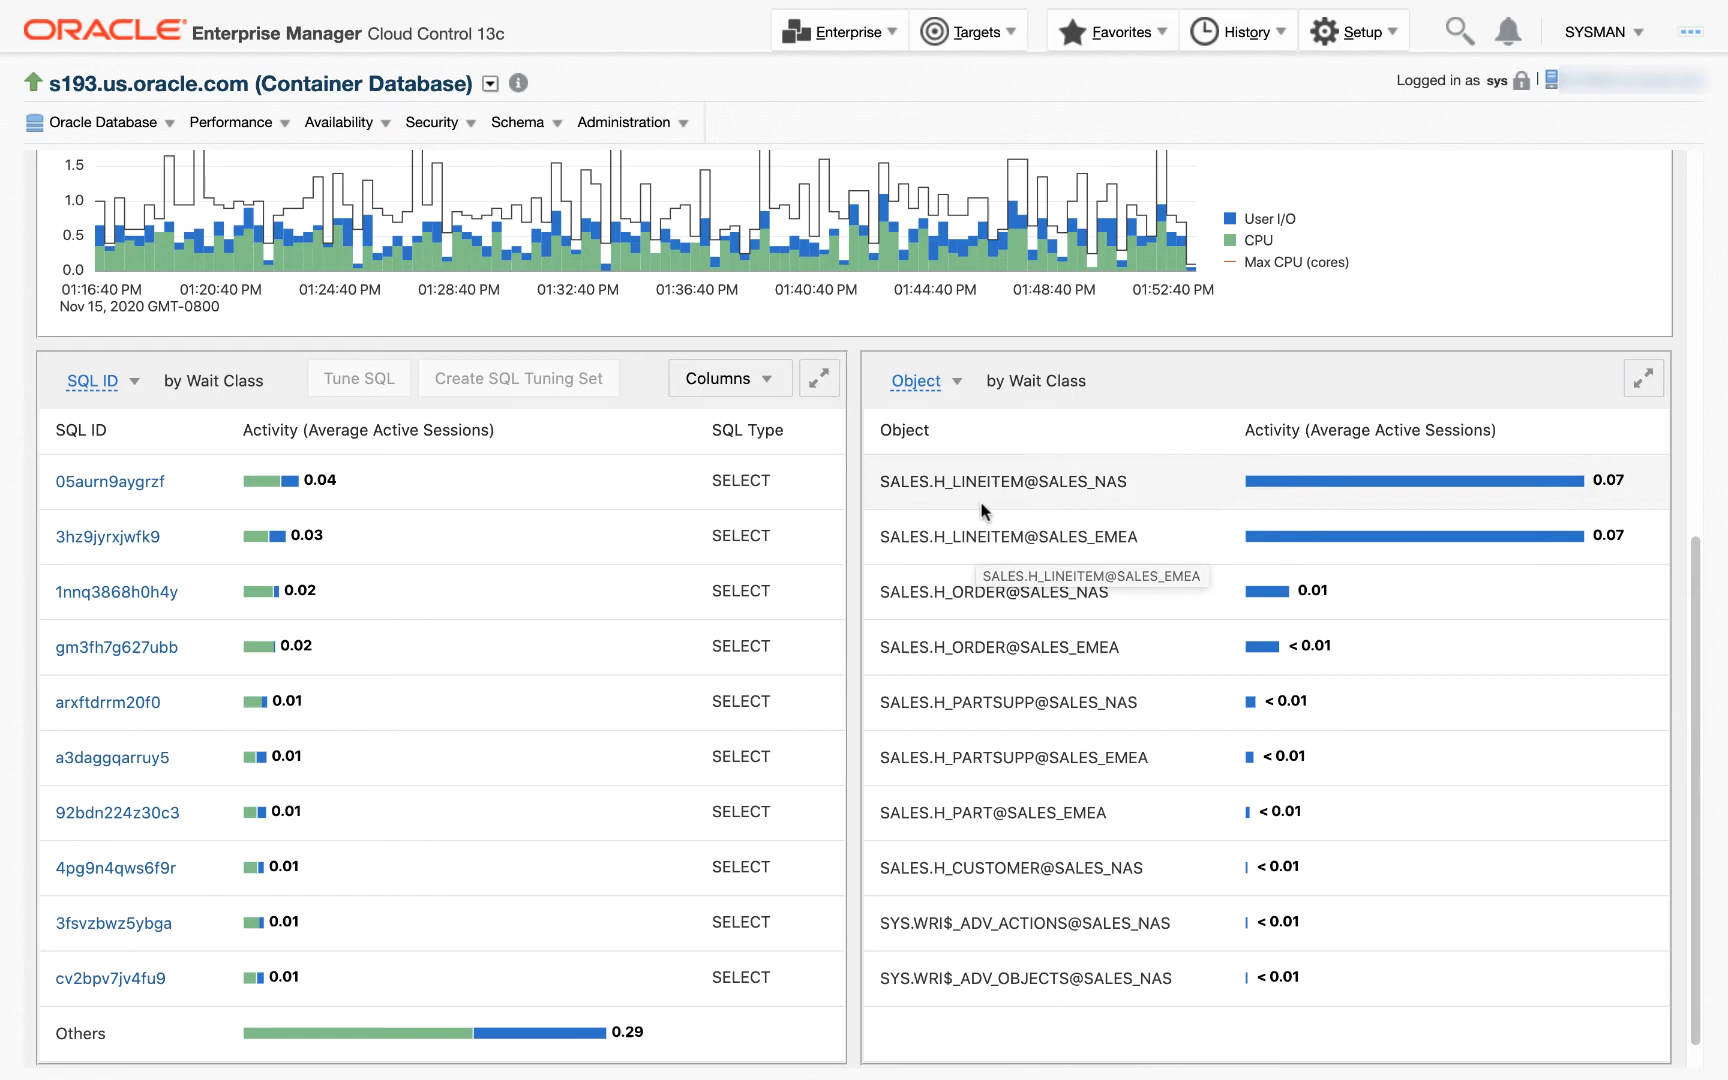 ORACLE Enterprise Manager Cloud Control 13c
Enterprise Targets Favorites History Setup SYSMAN
s193.us.oracle.com (Container Database)
Logged in as sys
Oracle Database Performance Availability Security Schema Administration
1.5
1.0
0.5
0.0
01:16:40 PM 01:20:40 PM 01:24:40 PM 01:28:40 PM 01:32:40 PM 01:36:40 PM 01:40:40 PM 01:44:40 PM 01:48:40 PM 01:52:40 PM
Nov 15, 2020 GMT-0800
User I/O
CPU
Max CPU (cores)
SQL ID by Wait Class Tune SQL Create SQL Tuning Set Columns
SQL ID Activity (Average Active Sessions) SQL Type
05aurn9aygrzf 0.04 SELECT
3hz9jyrxjwfk9 0.03 SELECT
1nnq3868h0h4y 0.02 SELECT
gm3fh7g627ubb 0.02 SELECT
arxftdrrm20f0 0.01 SELECT
a3daggqarruy5 0.01 SELECT
92bdn224z30c3 0.01 SELECT
4pg9n4qws6f9r 0.01 SELECT
3fsvzbwz5ybga 0.01 SELECT
cv2bpv7jv4fu9 0.01 SELECT
Others 0.29
Object by Wait Class
Object Activity (Average Active Sessions)
SALES.H_LINEITEM@SALES_NAS 0.07
SALES.H_LINEITEM@SALES_EMEA 0.07
SALES.H_LINEITEM@SALES_EMEA
SALES.H_ORDER@SALES_NAS 0.01
SALES.H_ORDER@SALES_EMEA < 0.01
SALES.H_PARTSUPP@SALES_NAS < 0.01
SALES.H_PARTSUPP@SALES_EMEA < 0.01
SALES.H_PART@SALES_EMEA < 0.01
SALES.H_CUSTOMER@SALES_NAS < 0.01
SYS.WRI$_ADV_ACTIONS@SALES_NAS < 0.01
SYS.WRI$_ADV_OBJECTS@SALES_NAS < 0.01